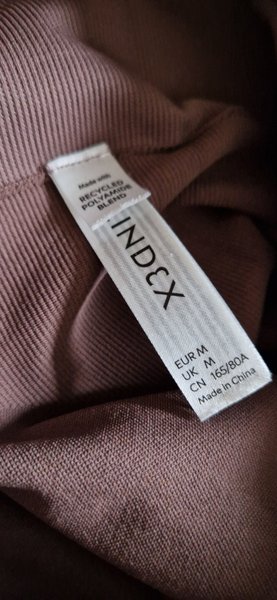 Made with
RECYCLED
POLYAMIDE
BLEND
INDEX
EUR M
UK M
CN 165/80A
Made in China